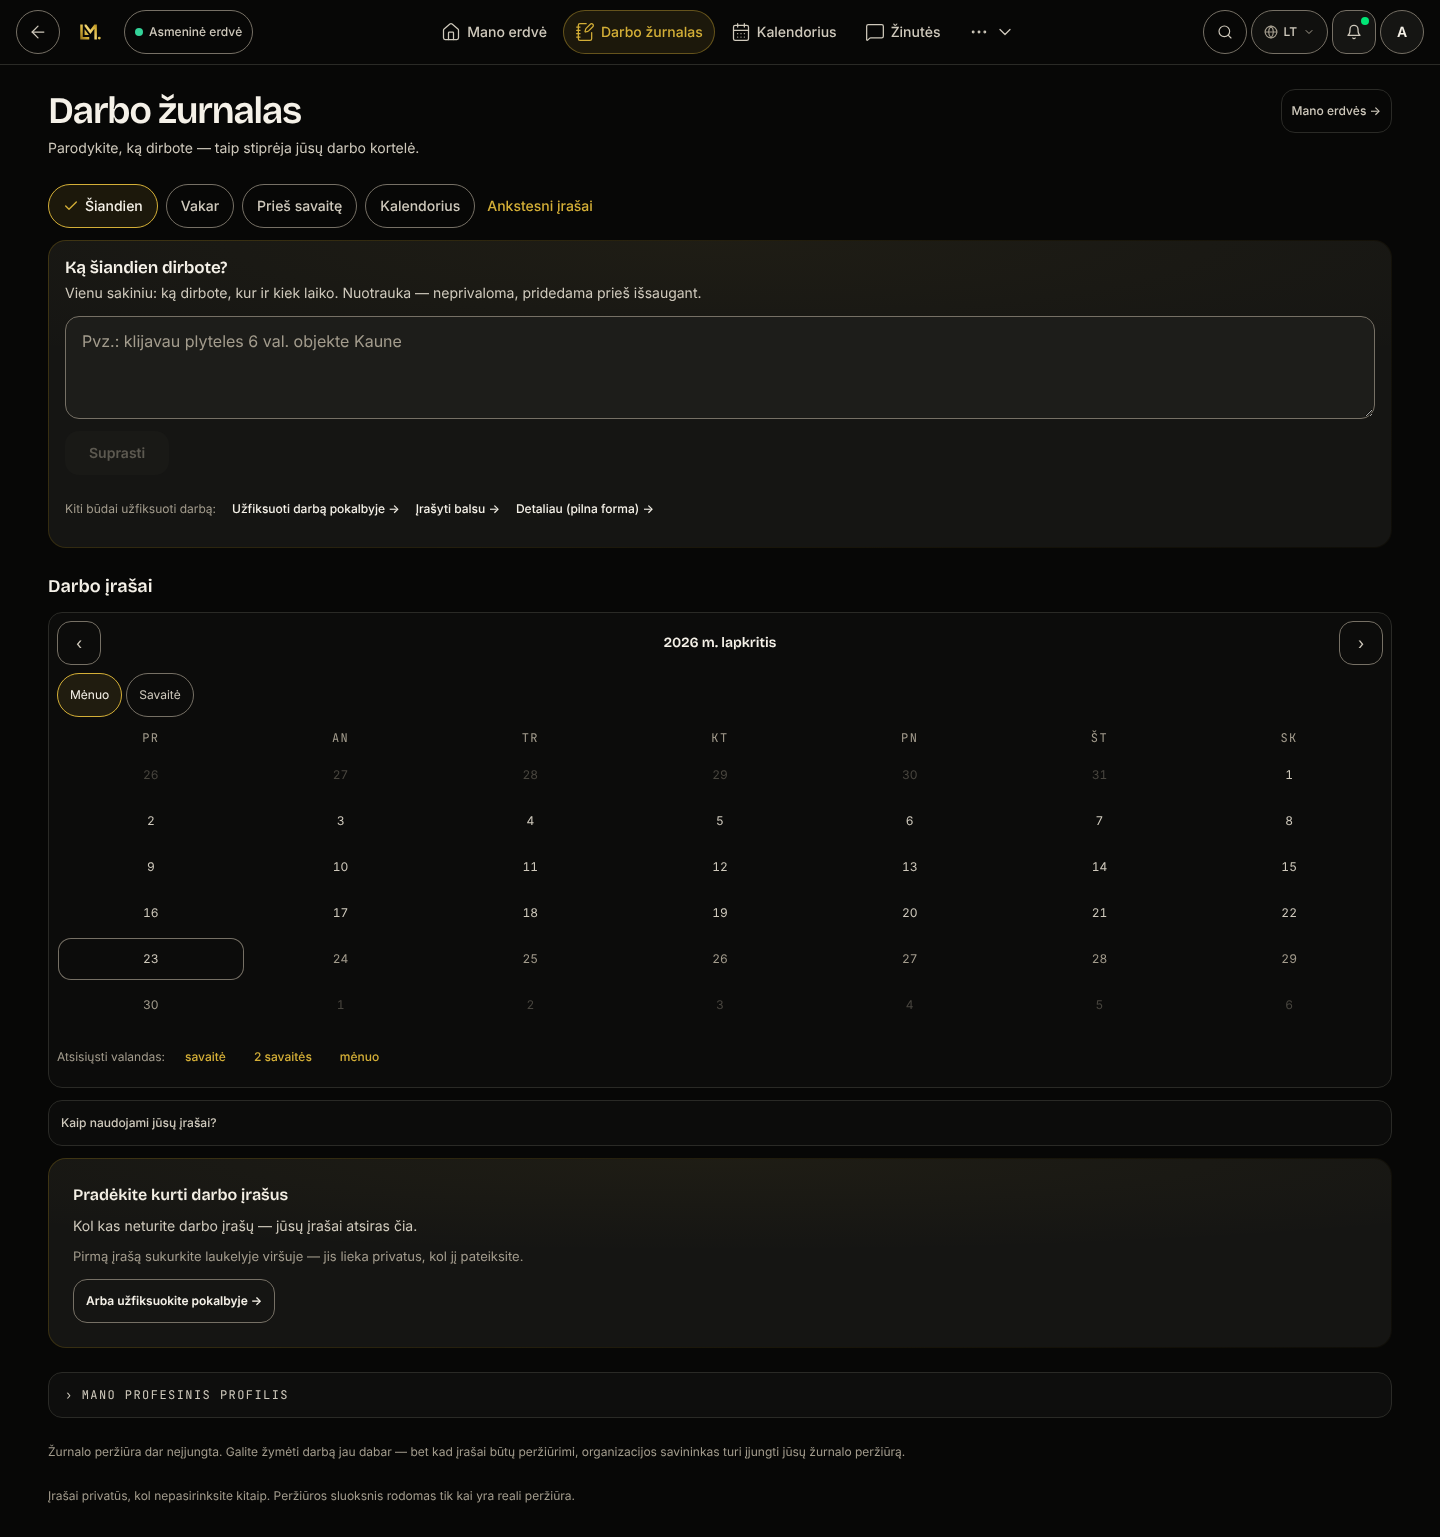 LM.
Asmeninė erdvė
Mano erdvė
Darbo žurnalas
Kalendorius
Žinutės
LT
A
Darbo žurnalas
Mano erdvės →
Parodykite, ką dirbote — taip stiprėja jūsų darbo kortelė.
Šiandien
Vakar
Prieš savaitę
Kalendorius
Ankstesni įrašai
Ką šiandien dirbote?
Vienu sakiniu: ką dirbote, kur ir kiek laiko. Nuotrauka — neprivaloma, pridedama prieš išsaugant.
Pvz.: klijavau plyteles 6 val. objekte Kaune
Suprasti
Kiti būdai užfiksuoti darbą: Užfiksuoti darbą pokalbyje → Įrašyti balsu → Detaliau (pilna forma) →
Darbo įrašai
‹ 2026 m. lapkritis ›
Mėnuo Savaitė
PR AN TR KT PN ŠT SK
26 27 28 29 30 31 1
2 3 4 5 6 7 8
9 10 11 12 13 14 15
16 17 18 19 20 21 22
23 24 25 26 27 28 29
30 1 2 3 4 5 6
Atsisiųsti valandas: savaitė 2 savaitės mėnuo
Kaip naudojami jūsų įrašai?
Pradėkite kurti darbo įrašus
Kol kas neturite darbo įrašų — jūsų įrašai atsiras čia.
Pirmą įrašą sukurkite laukelyje viršuje — jis lieka privatus, kol jį pateiksite.
Arba užfiksuokite pokalbyje →
› MANO PROFESINIS PROFILIS
Žurnalo peržiūra dar neįjungta. Galite žymėti darbą jau dabar — bet kad įrašai būtų peržiūrimi, organizacijos savininkas turi įjungti jūsų žurnalo peržiūrą.
Įrašai privatūs, kol nepasirinksite kitaip. Peržiūros sluoksnis rodomas tik kai yra reali peržiūra.